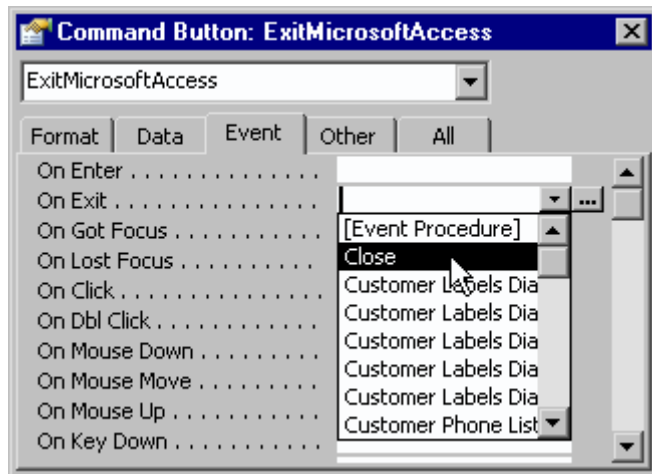 Command Button: ExitMicrosoftAccess
ExitMicrosoftAccess
Format Data Event Other All
On Enter . . . . . . . . . . . . . . .
On Exit . . . . . . . . . . . . . . . . ...
On Got Focus . . . . . . . . . . . [Event Procedure]
On Lost Focus . . . . . . . . . . Close
On Click . . . . . . . . . . . . . . . Customer Labels Dia
On Dbl Click . . . . . . . . . . . . Customer Labels Dia
On Mouse Down . . . . . . . . Customer Labels Dia
On Mouse Move . . . . . . . . Customer Labels Dia
On Mouse Up . . . . . . . . . . Customer Labels Dia
On Key Down . . . . . . . . . . Customer Phone List